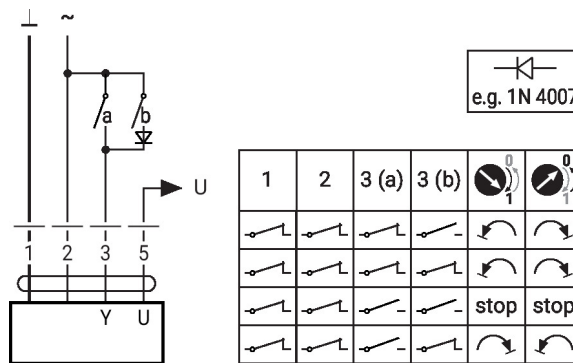 ⊥ ~
a b
e.g. 1N 4007
U
1 2 3 5
Y U
1 2 3 (a) 3 (b) 0 1 0 1
stop stop